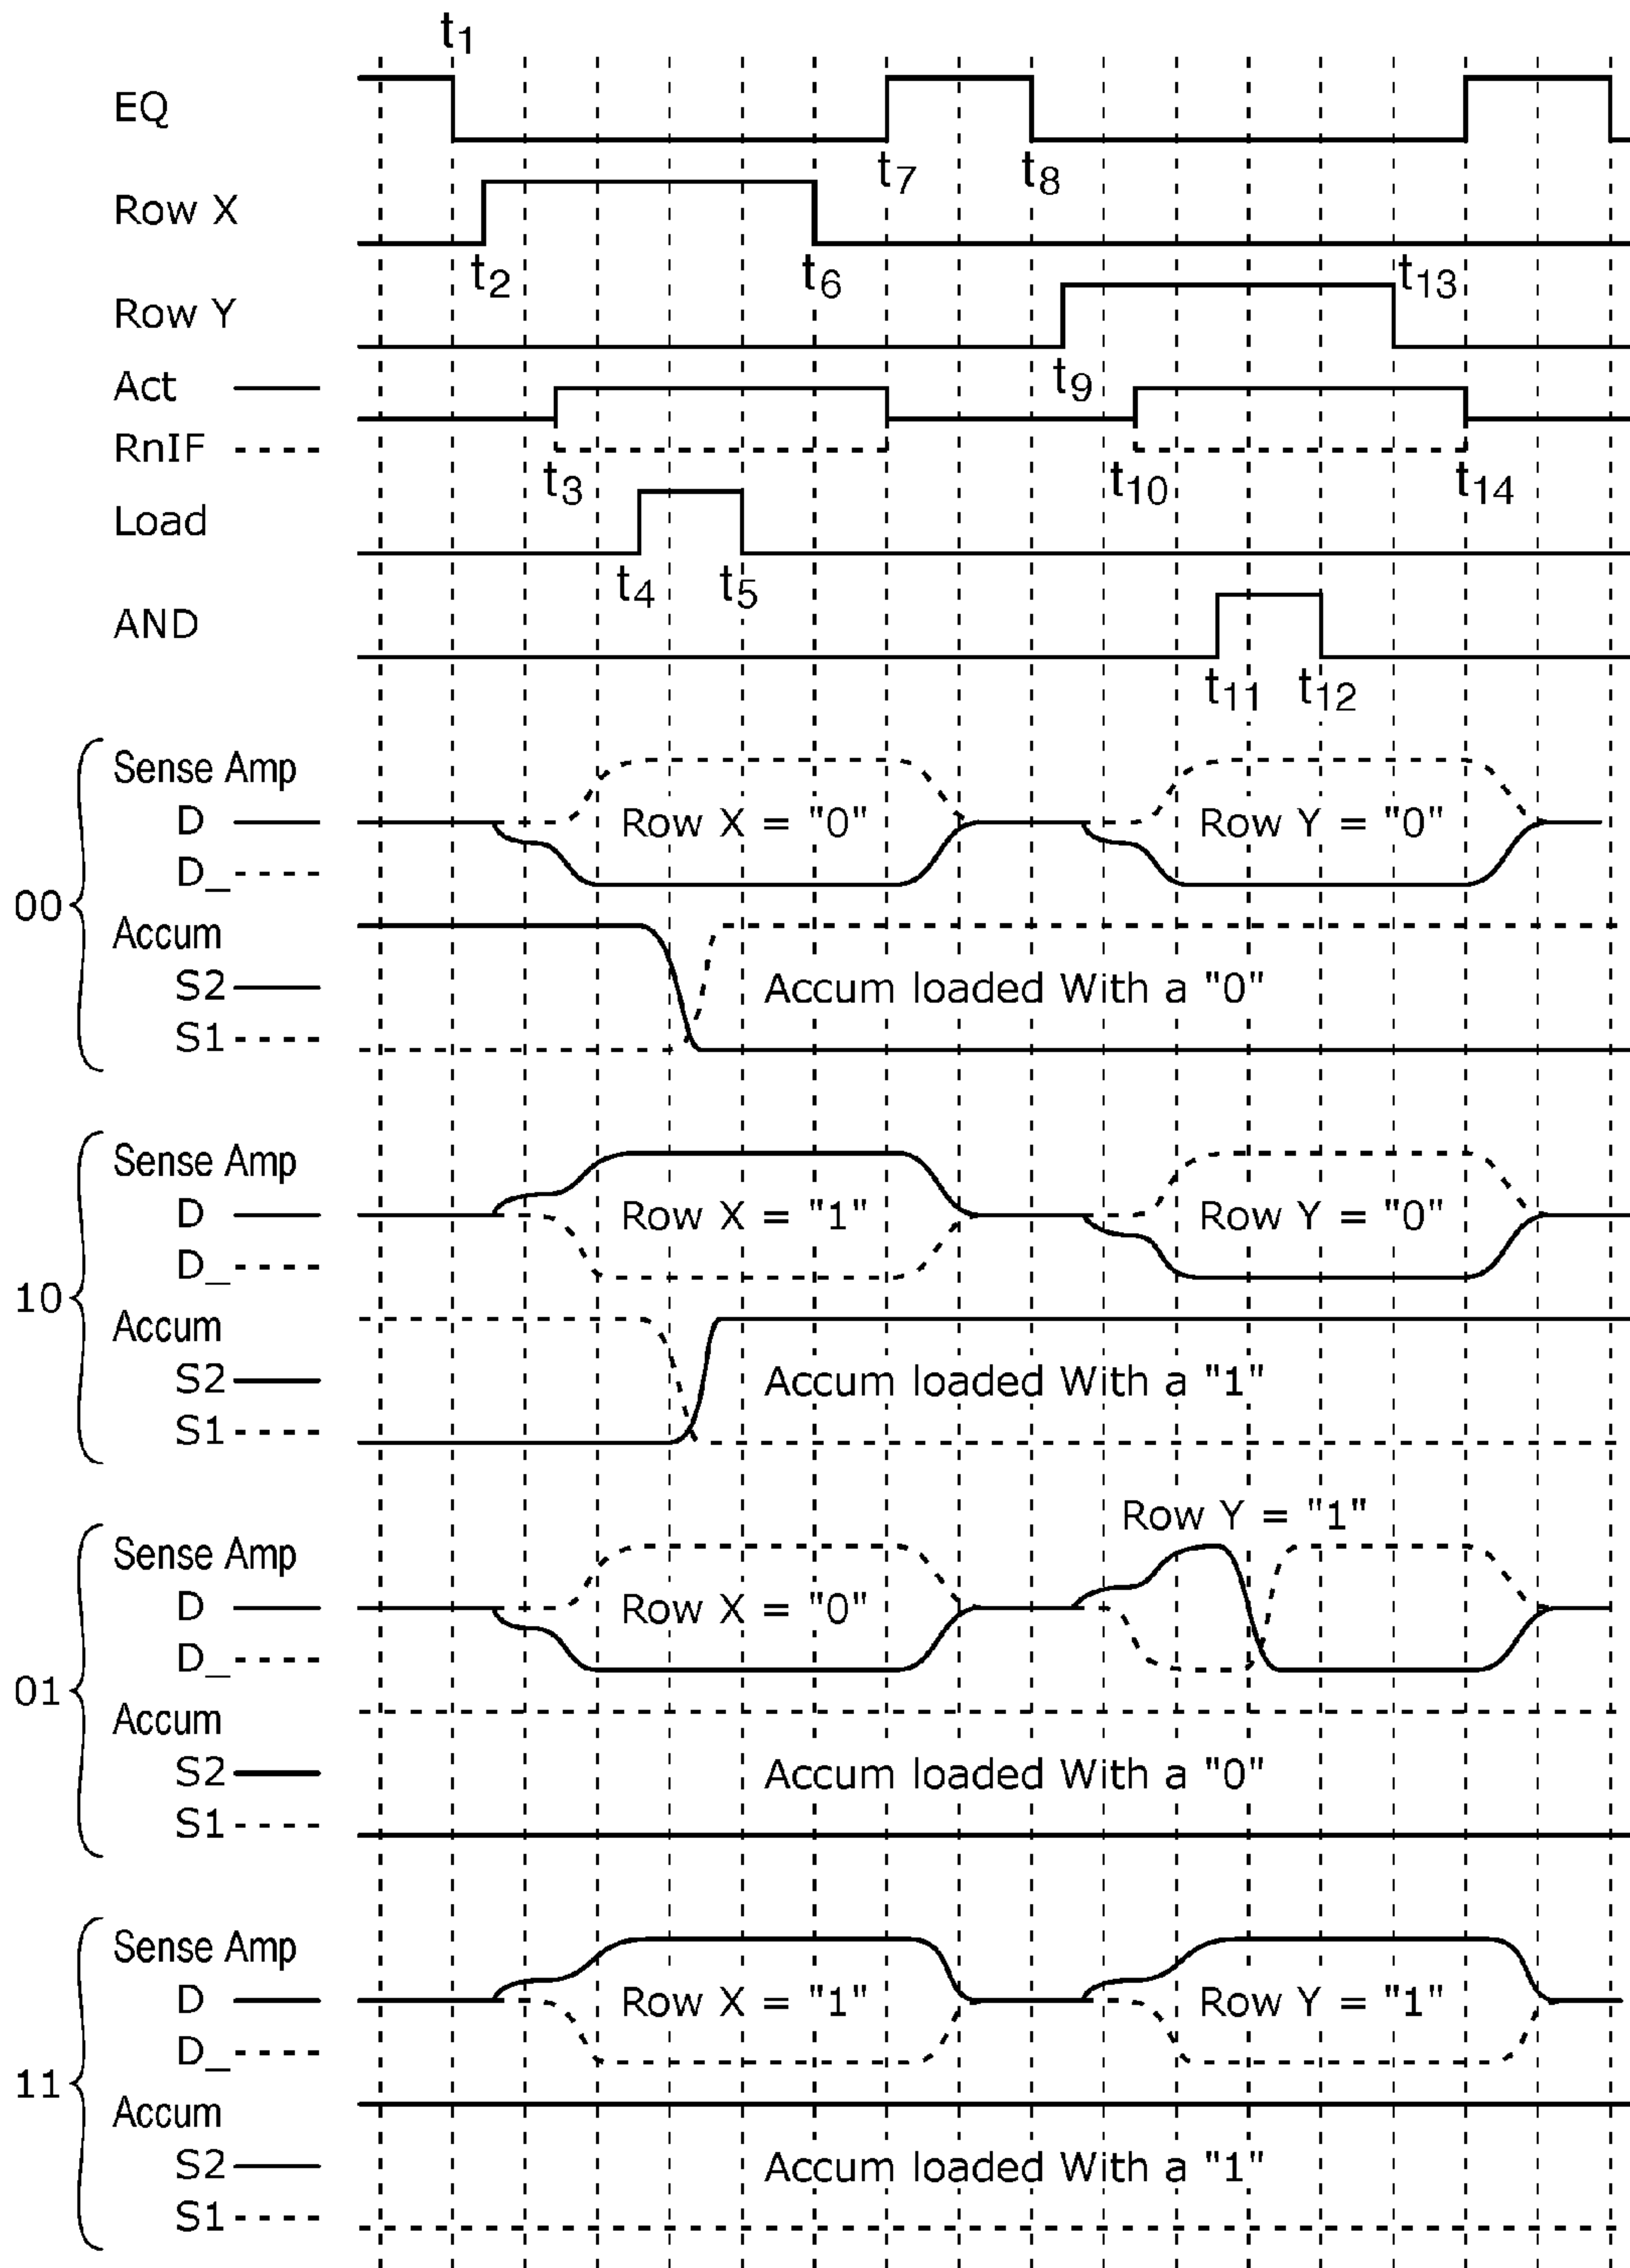 t1
EQ
t7 t8
Row X
t2 t6 t13
Row Y
t9
Act
RnIF
t3 t10 t14
Load
t4 t5
AND
t11 t12
Sense Amp
D Row X = "0" Row Y = "0"
D_
00
Accum
S2 Accum loaded With a "0"
S1
Sense Amp
D Row X = "1" Row Y = "0"
D_
10
Accum
S2 Accum loaded With a "1"
S1
Row Y = "1"
Sense Amp
D Row X = "0"
D_
01
Accum
S2 Accum loaded With a "0"
S1
Sense Amp
D Row X = "1" Row Y = "1"
D_
11
Accum
S2 Accum loaded With a "1"
S1